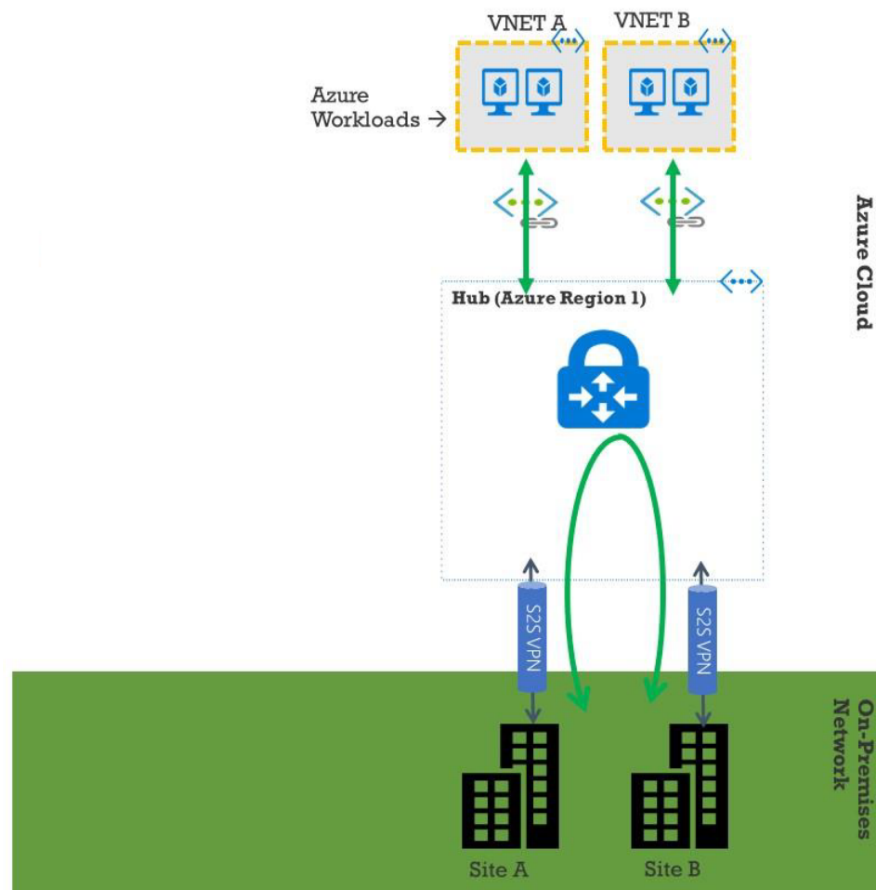 VNET A
VNET B
Azure
Workloads →
Azure Cloud
Hub (Azure Region 1)
S2S VPN
S2S VPN
On-Premises
Network
Site A
Site B